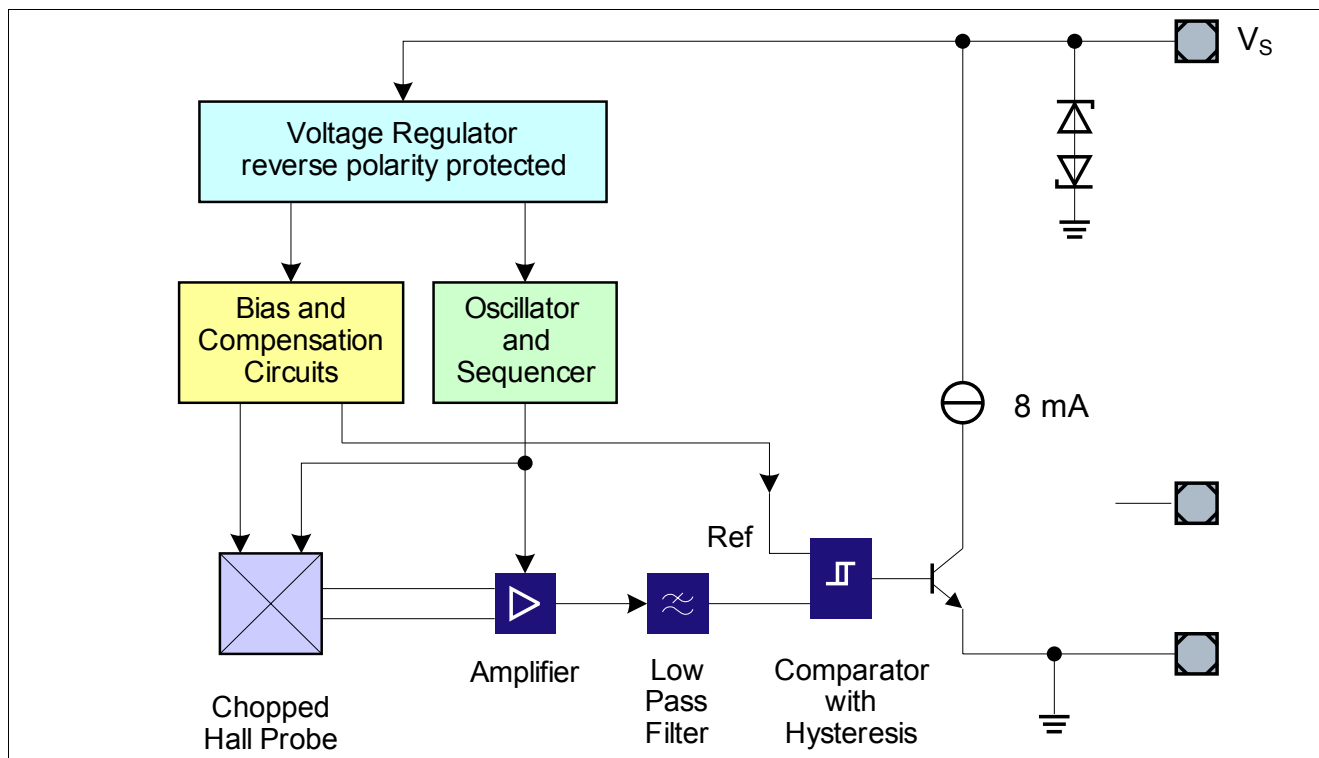 V_S
Voltage Regulator
reverse polarity protected
Bias and
Compensation
Circuits
Oscillator
and
Sequencer
8 mA
Ref
Amplifier
Low
Pass
Filter
Comparator
with
Hysteresis
Chopped
Hall Probe